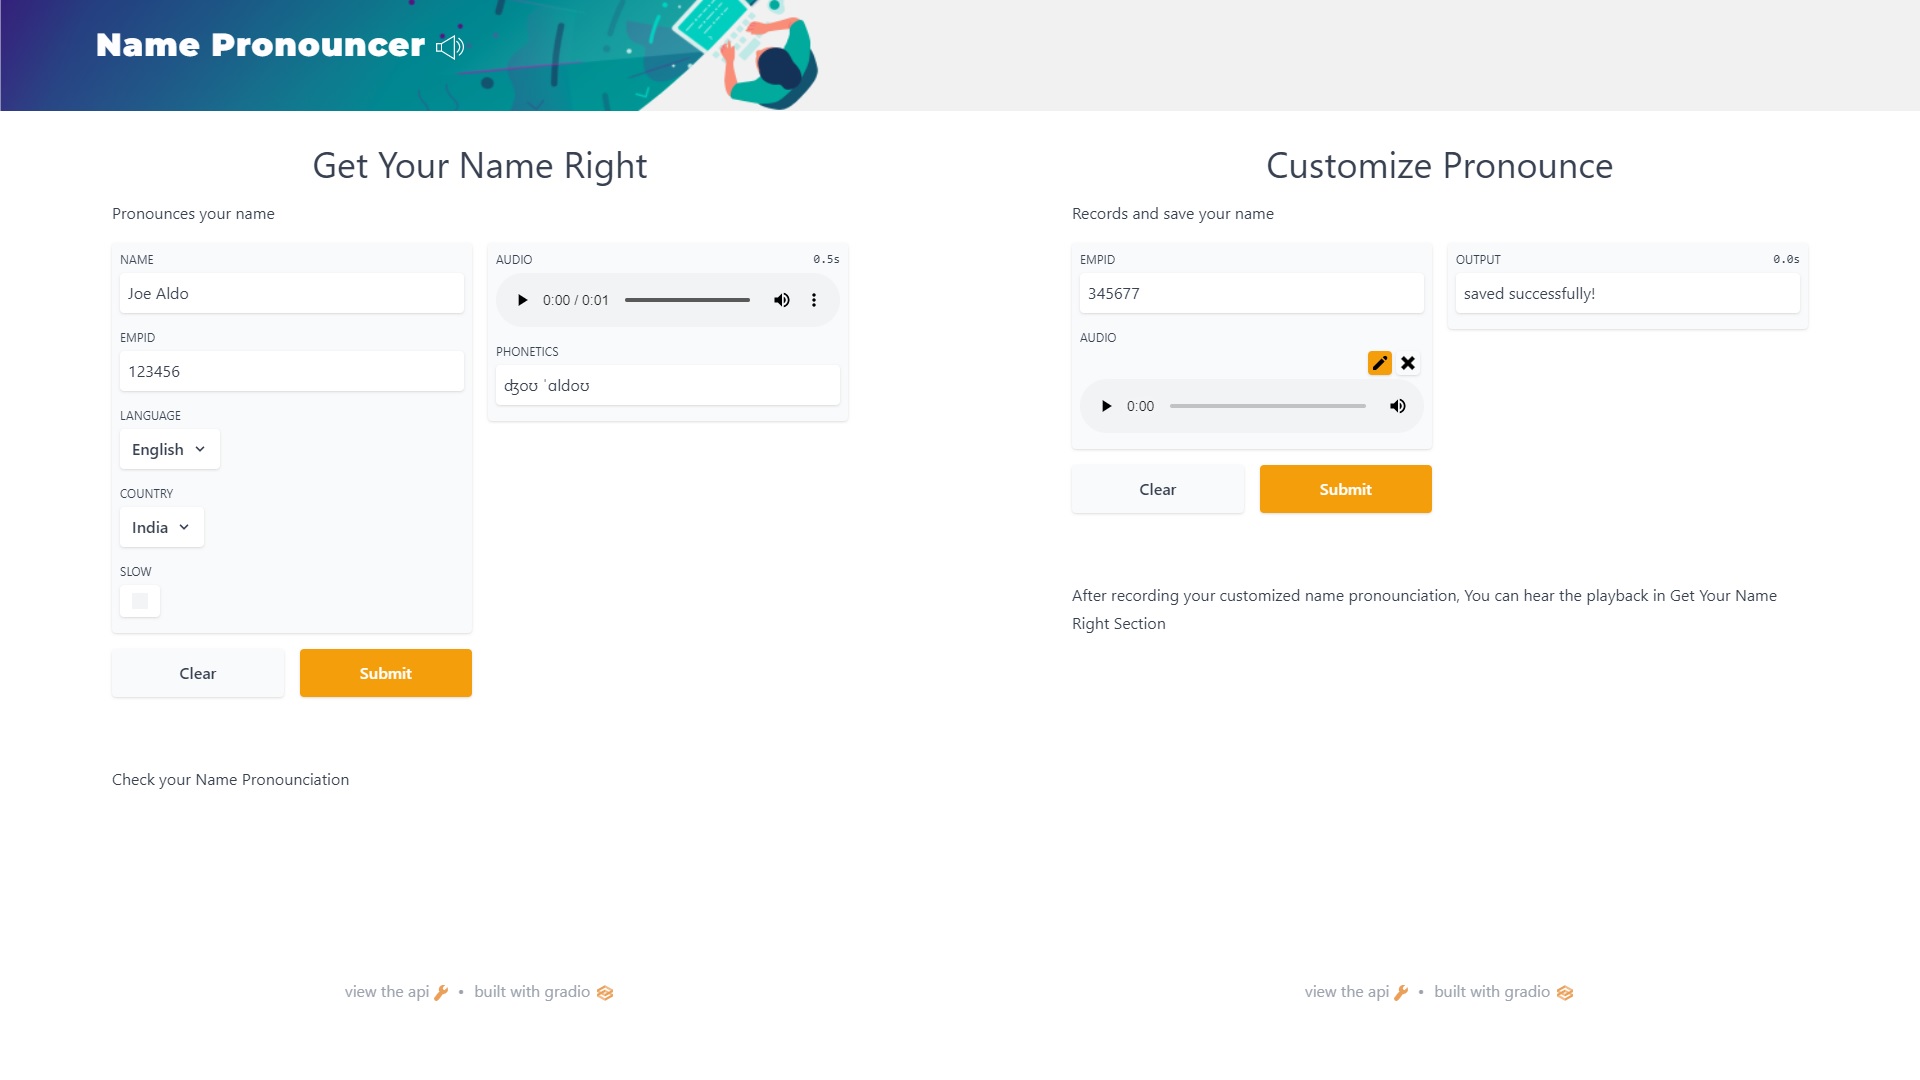 Name Pronouncer
Get Your Name Right
Pronounces your name
NAME
Joe Aldo
EMPID
123456
LANGUAGE
English
COUNTRY
India
SLOW
Clear
Submit
AUDIO
0.5s
0:00 / 0:01
PHONETICS
ʤoʊ ˈɑldoʊ
Check your Name Pronounciation
view the api • built with gradio
Customize Pronounce
Records and save your name
EMPID
345677
AUDIO
0:00
Clear
Submit
OUTPUT
0.0s
saved successfully!
After recording your customized name pronounciation, You can hear the playback in Get Your Name
Right Section
view the api • built with gradio